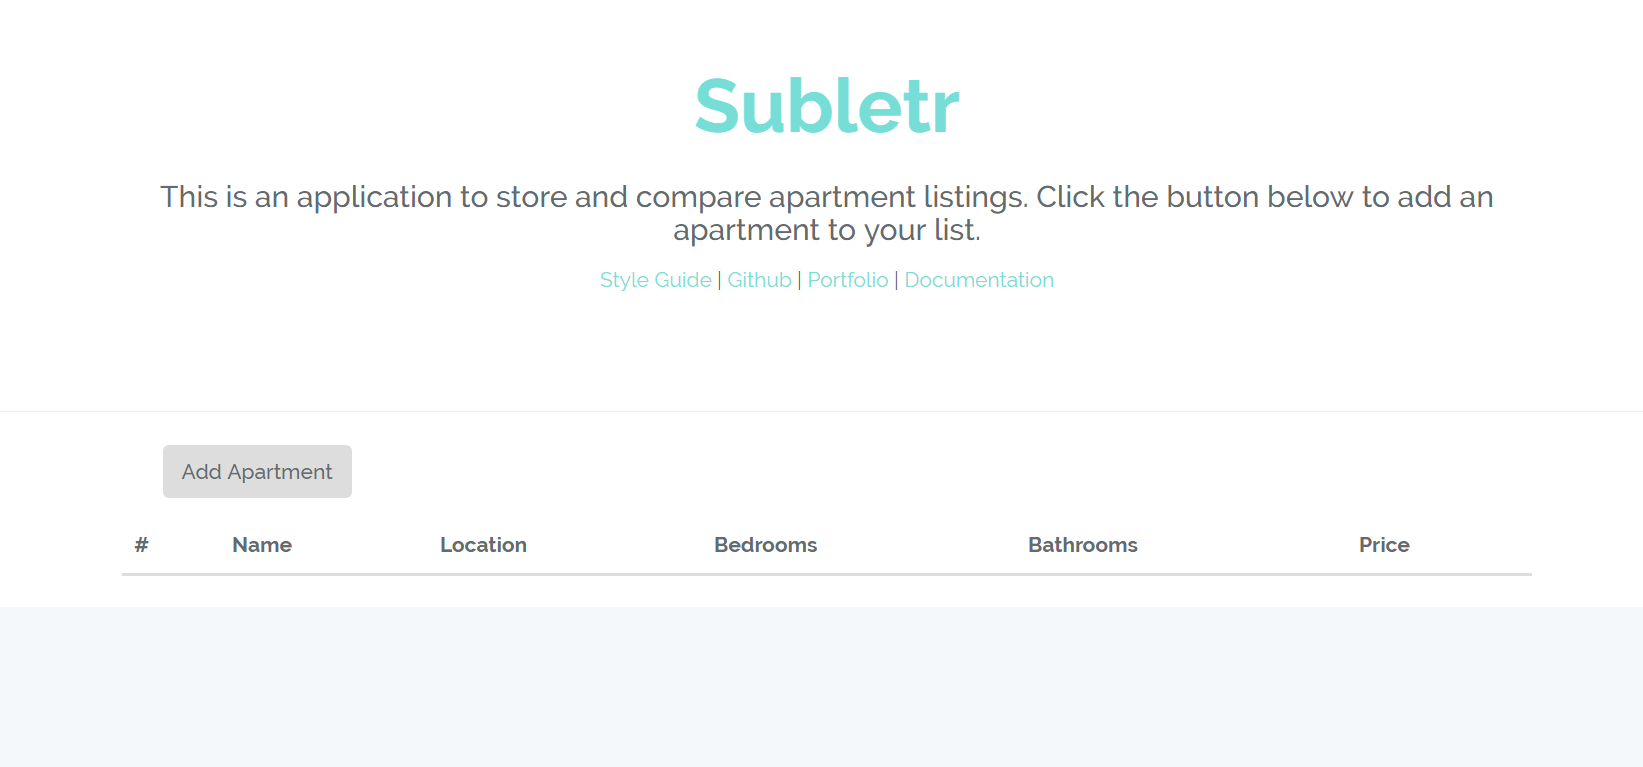 Subletr
This is an application to store and compare apartment listings. Click the button below to add an
apartment to your list.
Style Guide | Github | Portfolio | Documentation
Add Apartment
# Name Location Bedrooms Bathrooms Price